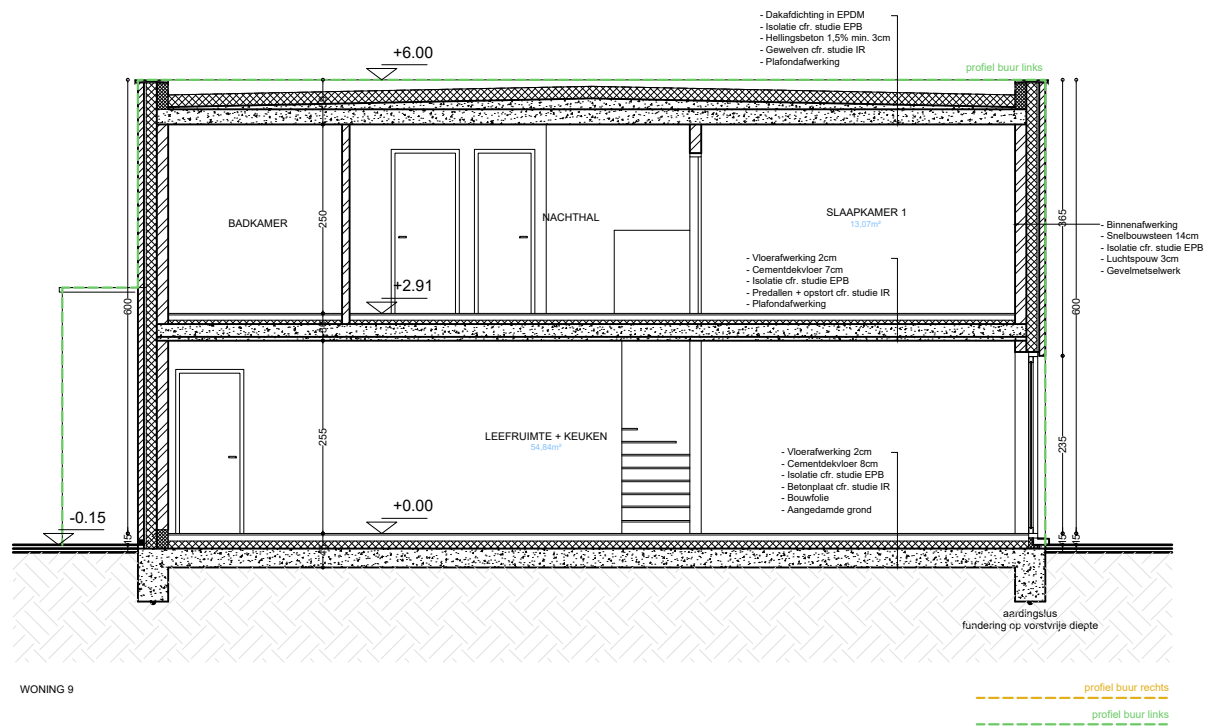 - Dakafdichting in EPDM
- Isolatie cfr. studie EPB
- Hellingsbeton 1,5% min. 3cm
- Gewelven cfr. studie IR
- Plafondafwerking
+6.00
profiel buur links
BADKAMER
250
NACHTHAL
SLAAPKAMER 1
13,07m²
365
- Binnenafwerking
- Snelbouwsteen 14cm
- Isolatie cfr. studie EPB
- Luchtspouw 3cm
- Gevelmetselwerk
- Vloerafwerking 2cm
- Cementdekvloer 7cm
- Isolatie cfr. studie EPB
- Predallen + opstort cfr. studie IR
- Plafondafwerking
+2.91
600
600
LEEFRUIMTE + KEUKEN
54,84m²
255
235
- Vloerafwerking 2cm
- Cementdekvloer 8cm
- Isolatie cfr. studie EPB
- Betonplaat cfr. studie IR
- Bouwfolie
- Aangedamde grond
+0.00
-0.15
15
15
15
aardingslus
fundering op vorstvrije diepte
WONING 9
profiel buur rechts
profiel buur links